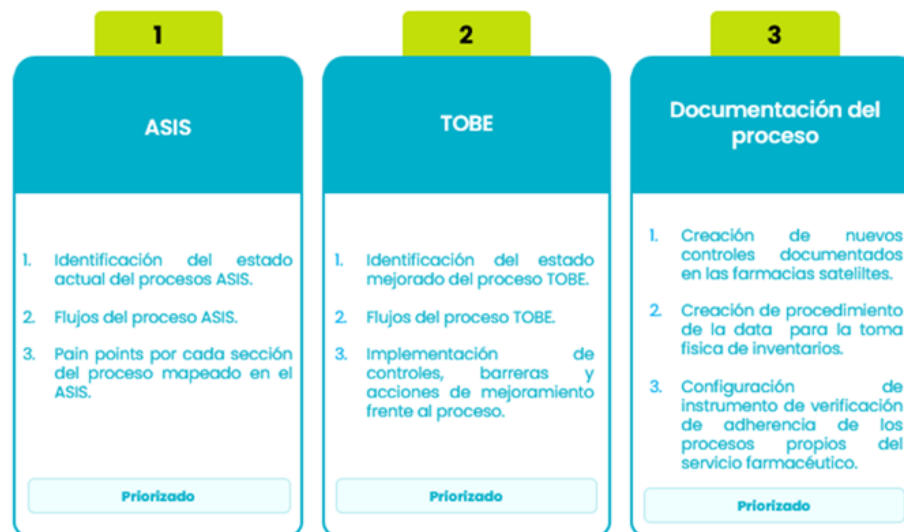 1
ASIS
1. Identificación del estado
actual del procesos ASIS.
2. Flujos del proceso ASIS.
3. Pain points por cada sección
del proceso mapeado en el
ASIS.
Priorizado
2
TOBE
1. Identificación del estado
mejorado del proceso TOBE.
2. Flujos del proceso TOBE.
3. Implementación de
controles, barreras y
acciones de mejoramiento
frente al proceso.
Priorizado
3
Documentación del
proceso
1. Creación de nuevos
controles documentados
en las farmacias sateliltes.
2. Creación de procedimiento
de la data para la toma
fisica de inventarios.
3. Configuración de
instrumento de verificación
de adherencia de los
procesos propios del
servicio farmacéutico.
Priorizado